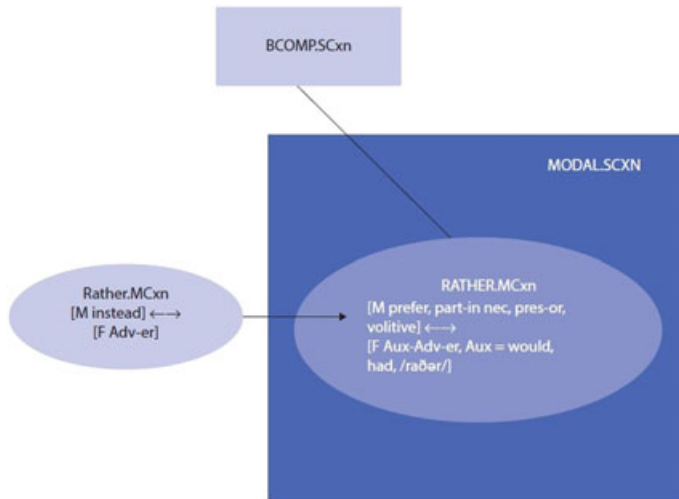 BCOMP.SCxn
MODAL.SCXN
Rather.MCxn
[M instead] ⟵⟶
[F Adv-er]
RATHER.MCxn
[M prefer, part-in nec, pres-or,
volitive] ⟵⟶
[F Aux-Adv-er, Aux = would,
had, /raðər/]